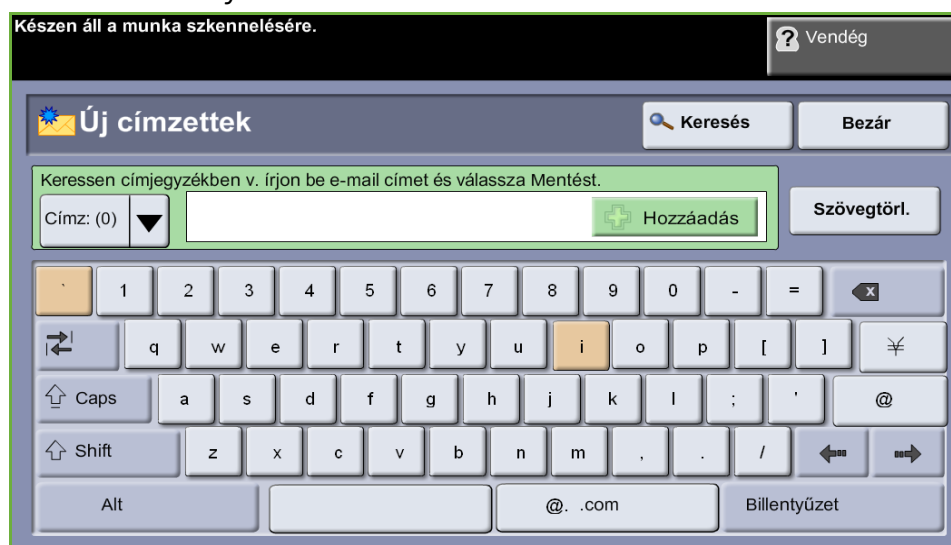 Készen áll a munka szkennelésére.
? Vendég
Új címzettek
Keresés
Bezár
Keressen címjegyzékben v. írjon be e-mail címet és válassza Mentést.
Címz: (0)
Hozzáadás
Szövegtörl.
` 1 2 3 4 5 6 7 8 9 0 - = x
q w e r t y u i o p [ ] ¥
Caps a s d f g h j k l ; ' @
Shift z x c v b n m , . /
Alt @. .com Billentyűzet